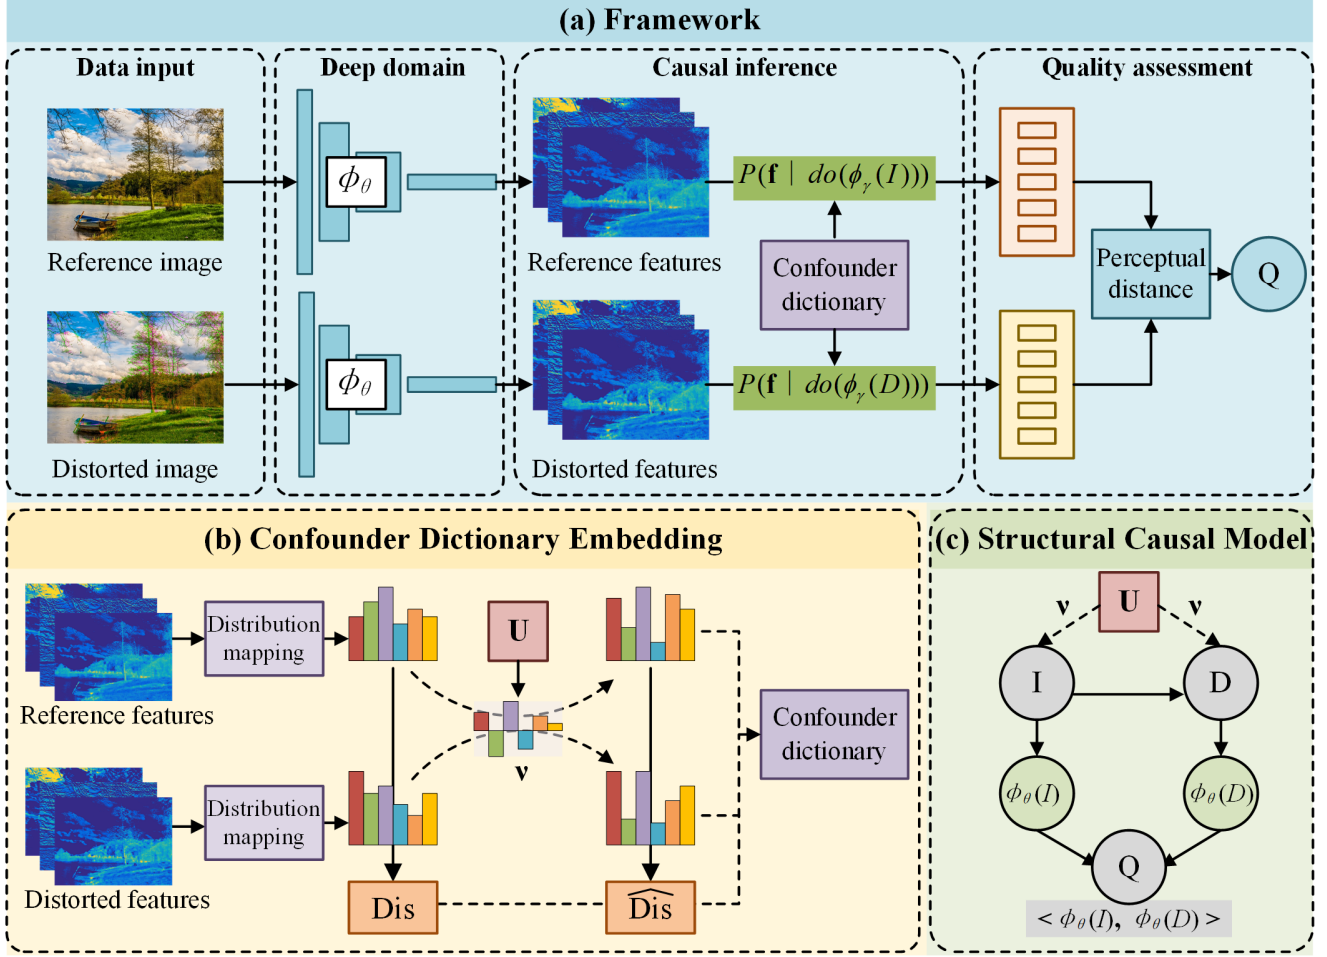 (a) Framework
Data input
Deep domain
Causal inference
Quality assessment
ϕθ
P(f | do(ϕγ(I)))
Reference image
Reference features
Confounder
dictionary
Perceptual
distance
Q
ϕθ
P(f | do(ϕγ(D)))
Distorted image
Distorted features
(b) Confounder Dictionary Embedding
Distribution
mapping
U
Reference features
ν
Confounder
dictionary
Distribution
mapping
Distorted features
Dis
D̂is
(c) Structural Causal Model
ν
U
ν
I
D
ϕθ(I)
ϕθ(D)
Q
< ϕθ(I), ϕθ(D) >